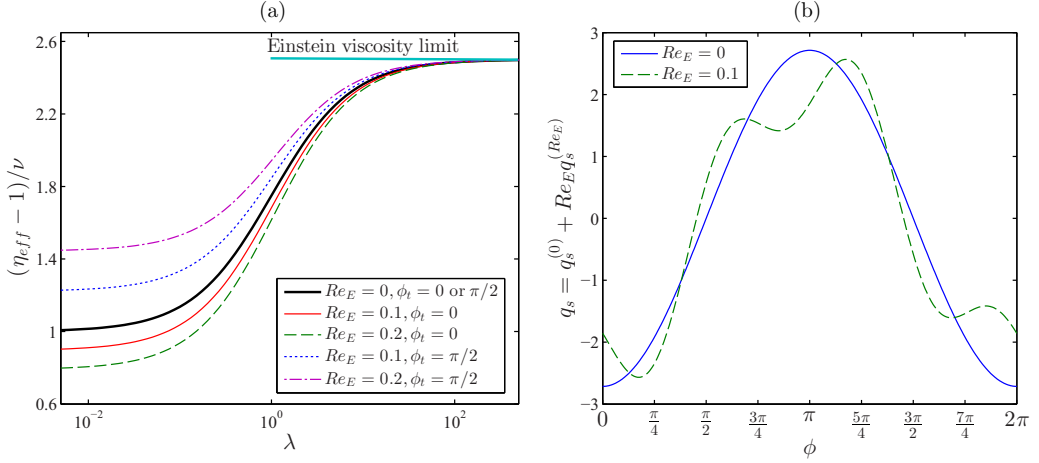 (a)
2.6
2.2
1.8
1.4
1
0.6
(η_eff − 1)/ν
Einstein viscosity limit
Re_E = 0, ϕ_t = 0 or π/2
Re_E = 0.1, ϕ_t = 0
Re_E = 0.2, ϕ_t = 0
Re_E = 0.1, ϕ_t = π/2
Re_E = 0.2, ϕ_t = π/2
10^−2
10^0
10^2
λ
(b)
3
2
1
0
−1
−2
−3
q_s = q_s^(0) + Re_E q_s^(Re_E)
Re_E = 0
Re_E = 0.1
0
π/4
π/2
3π/4
π
5π/4
3π/2
7π/4
2π
ϕ